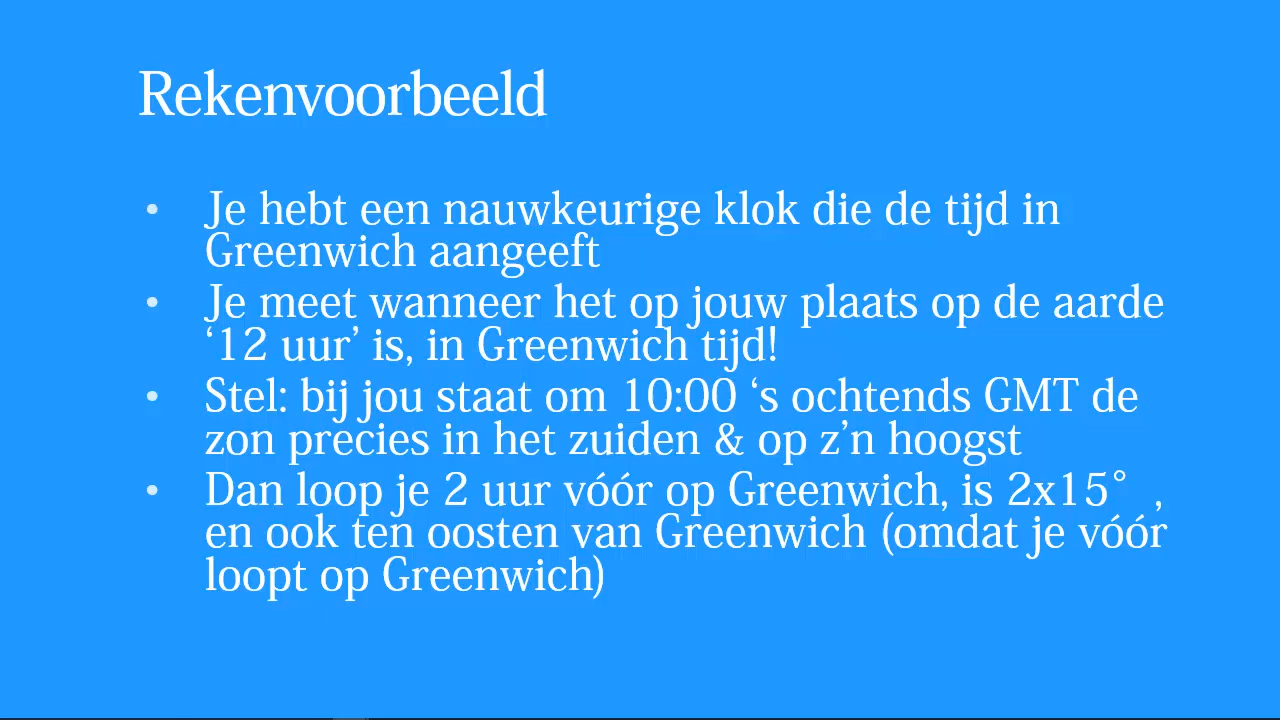 Rekenvoorbeeld
• Je hebt een nauwkeurige klok die de tijd in
Greenwich aangeeft
• Je meet wanneer het op jouw plaats op de aarde
‘12 uur’ is, in Greenwich tijd!
• Stel: bij jou staat om 10:00 ‘s ochtends GMT de
zon precies in het zuiden & op z’n hoogst
• Dan loop je 2 uur vóór op Greenwich, is 2x15° ,
en ook ten oosten van Greenwich (omdat je vóór
loopt op Greenwich)